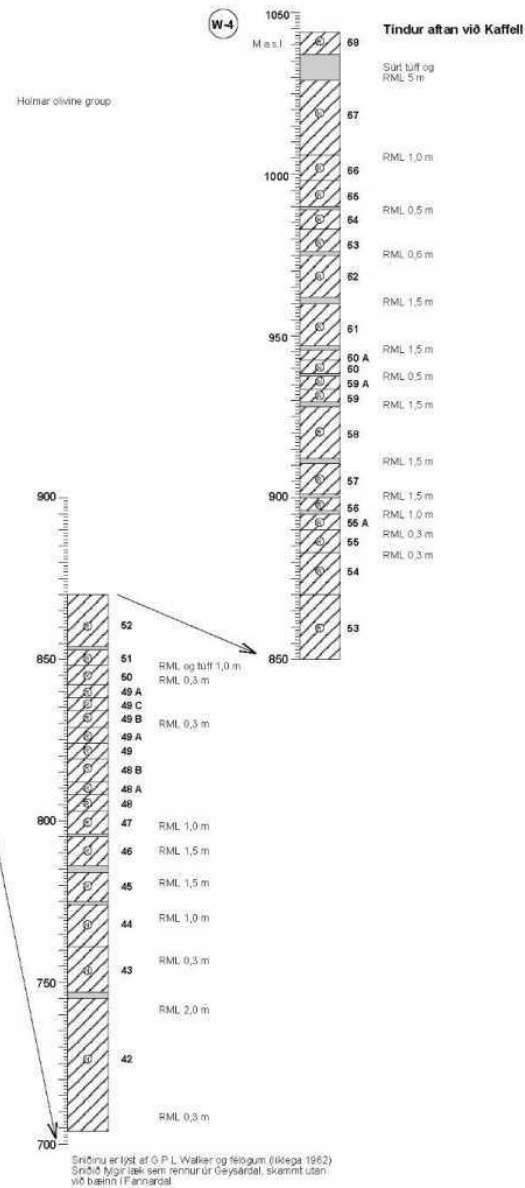 W-4
Tindur aftan við Kaffell
1050
M a s l
69
Súrt túff og
RML 5 m
Holmar olivine group
67
RML 1,0 m
66
1000
65
RML 0,5 m
64
63
RML 0,6 m
62
RML 1,5 m
61
950
RML 1,5 m
60 A
60
RML 0,5 m
59 A
59
RML 1,5 m
58
RML 1,5 m
57
900
RML 1,5 m
56
RML 1,0 m
55 A
RML 0,3 m
55
RML 0,3 m
54
53
850
900
52
850
51
RML og túff 1,0 m
50
RML 0,3 m
49 A
49 C
49 B
RML 0,3 m
49 A
49
48 B
48 A
48
800
47
RML 1,0 m
46
RML 1,5 m
45
RML 1,5 m
44
RML 1,0 m
43
RML 0,3 m
750
RML 2,0 m
42
RML 0,3 m
700
Sniðinu er lýst af G P L Walker og félögum (líklega 1962)
Sniðið fylgir læk sem rennur úr Geysárdal, skammt utan
við bæinn í Fannardal